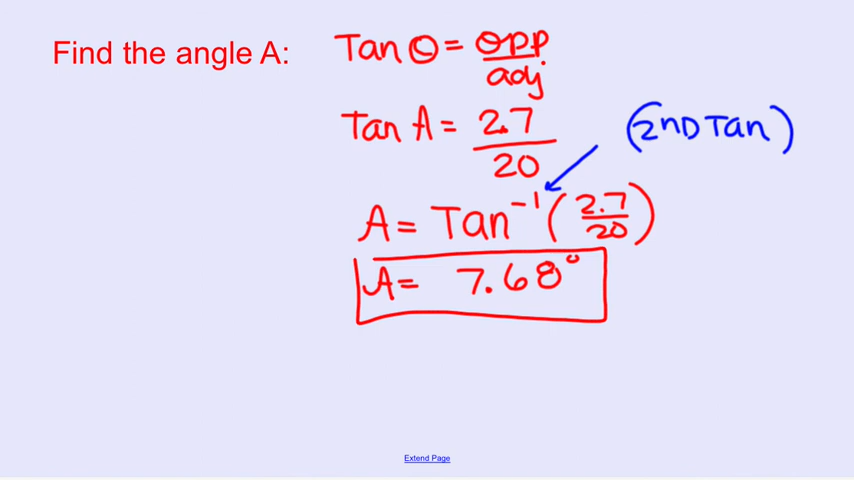 Find the angle A:
Tan Θ = opp/adj
Tan A = 2.7/20
(2ND Tan)
A = Tan⁻¹ (2.7/20)
A = 7.68°
Extend Page